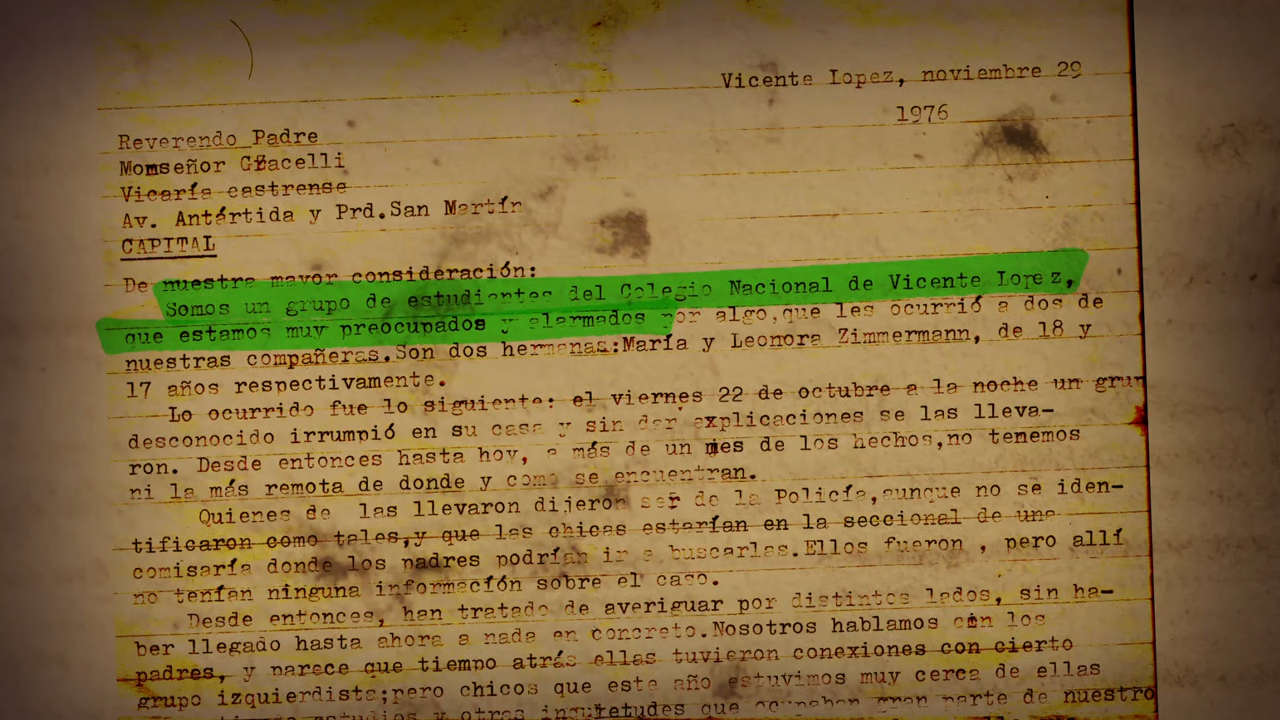 Vicente Lopez, noviembre 29
1976
Reverendo Padre
Monseñor Gracelli
Vicaría castrense
Av. Antártida y Prd.San Martín
CAPITAL
De nuestra mayor consideración:
Somos un grupo de estudiantes del Colegio Nacional de Vicente Lopez,
que estamos muy preocupados y alarmados por algo,que les ocurrió a dos de
nuestras compañeras.Son dos hermanas:María y Leonora Zimmermann, de 18 y
17 años respectivamente.
Lo ocurrido fue lo siguiente: el viernes 22 de octubre a la noche un grup
desconocido irrumpió en su casa y sin dar explicaciones se las lleva-
ron. Desde entonces hasta hoy, a más de un mes de los hechos,no tenemos
ni la más remota de donde y como se encuentran.
Quienes de las llevaron dijeron ser de la Policía,aunque no se iden-
tificaron como tales,y que las chicas estarían en la seccional de una
comisaría donde los padres podrían ir a buscarlas.Ellos fueron , pero allí
no tenían ninguna información sobre el caso.
Desde entonces, han tratado de averiguar por distintos lados, sin ha-
ber llegado hasta ahora a nada en concreto.Nosotros hablamos con los
padres, y parece que tiempo atrás ellas tuvieron conexiones con cierto
grupo izquierdista;pero chicos que este año estuvimos muy cerca de ellas
estudios y otras inquietudes que ocupaban gran parte de nuestro